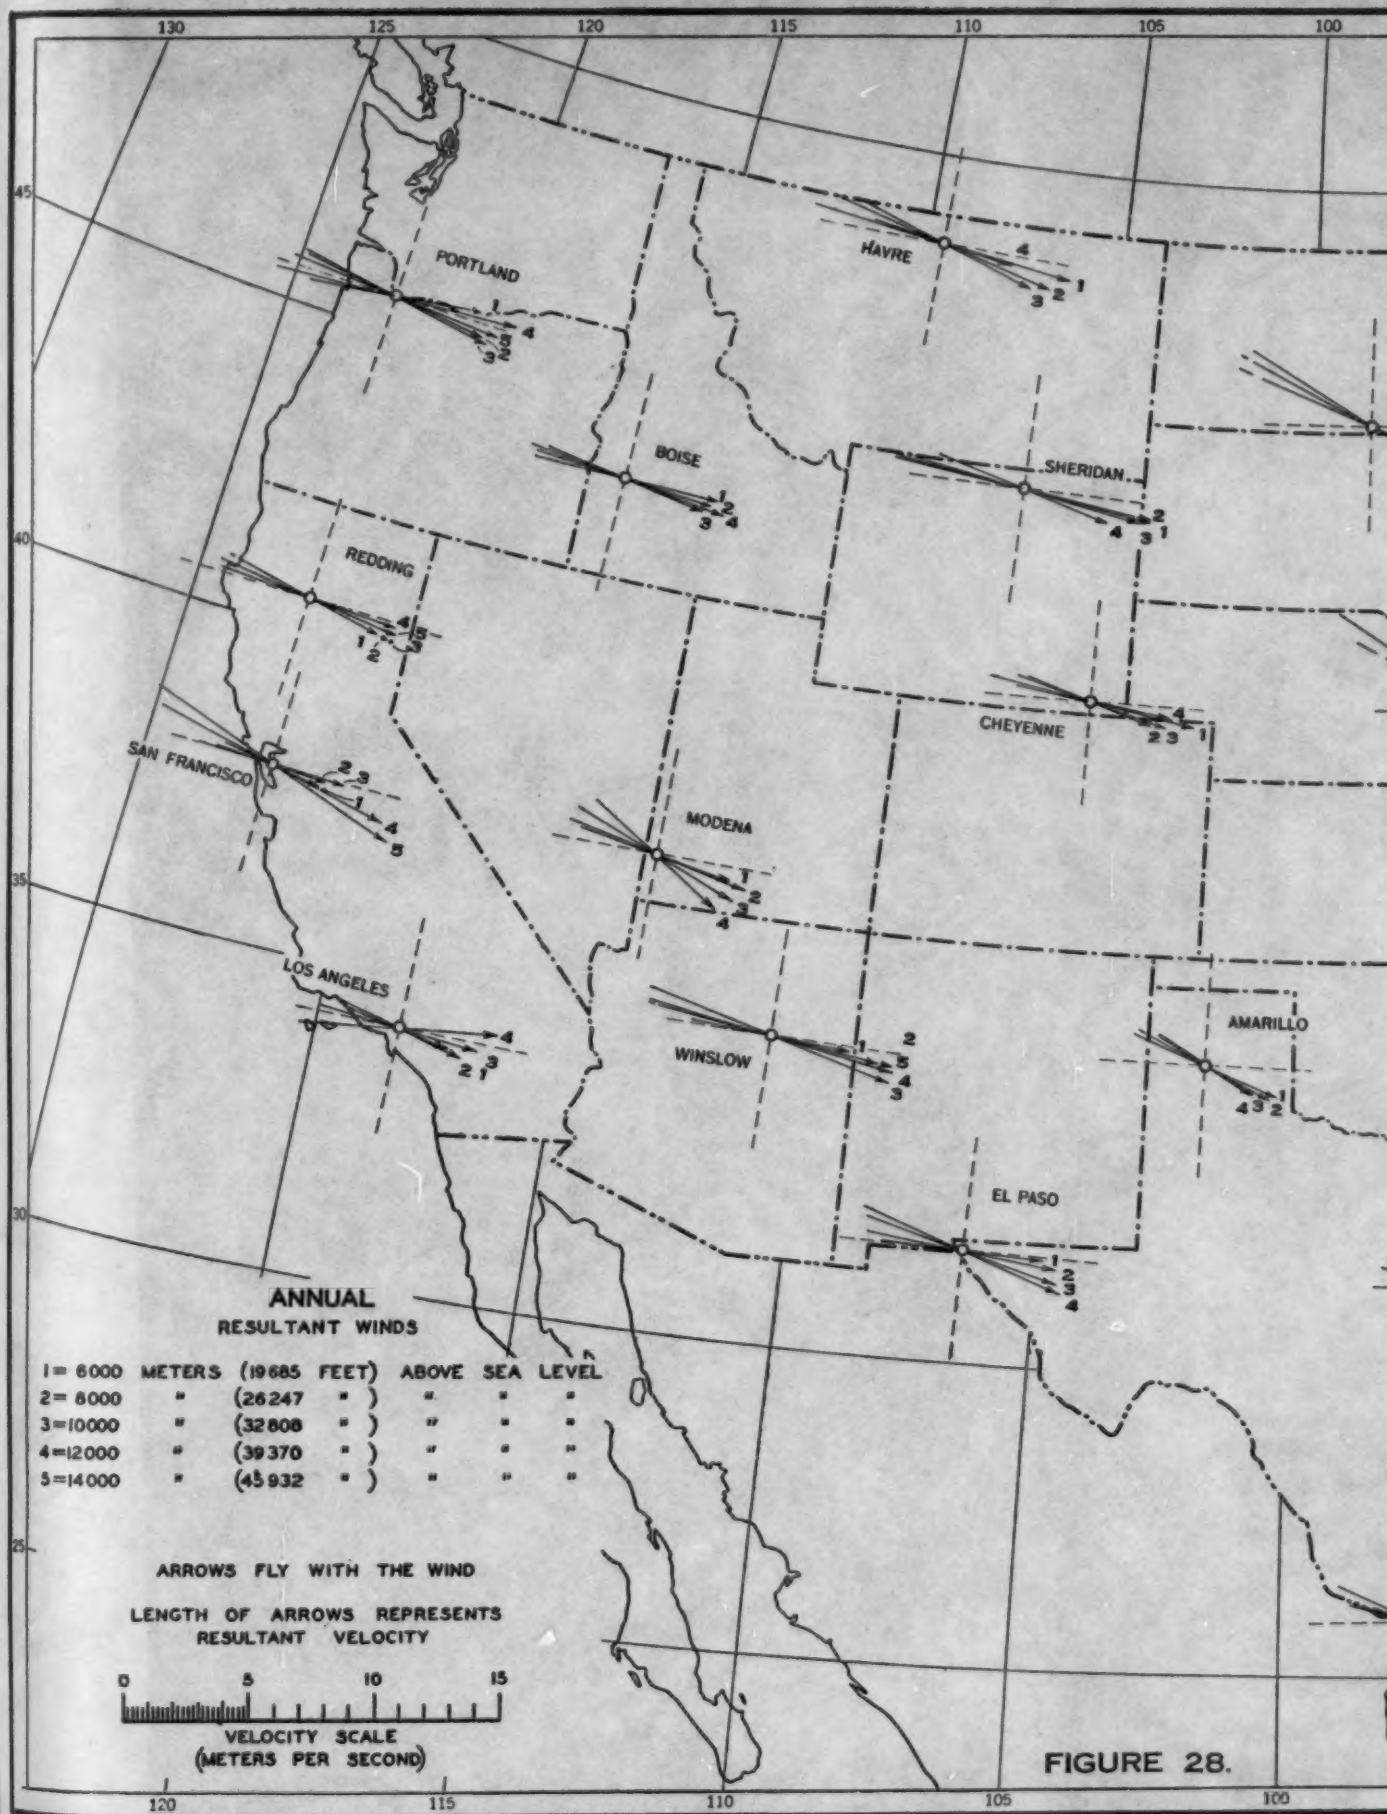 130 125 120 115 110 105 100
45
40
35
30
25
PORTLAND
1
4
5
2
3
HAVRE
4
1
2
3
BOISE
1
2
4
3
SHERIDAN
2
1
3
4
REDDING
4
5
3
1
2
CHEYENNE
4
1
2 3
SAN FRANCISCO
2 3
1
4
5
MODENA
1
2
3
4
LOS ANGELES
4
3
2 1
WINSLOW
1
2
5
4
3
AMARILLO
1
4 3 2
EL PASO
1
2
3
4
ANNUAL
RESULTANT WINDS
1= 6000 METERS (19685 FEET) ABOVE SEA LEVEL
2= 8000 " (26247 " ) " " "
3=10000 " (32808 " ) " " "
4=12000 " (39370 " ) " " "
5=14000 " (45932 " ) " " "
ARROWS FLY WITH THE WIND
LENGTH OF ARROWS REPRESENTS
RESULTANT VELOCITY
0 5 10 15
VELOCITY SCALE
(METERS PER SECOND)
FIGURE 28.
120 115 110 105 100